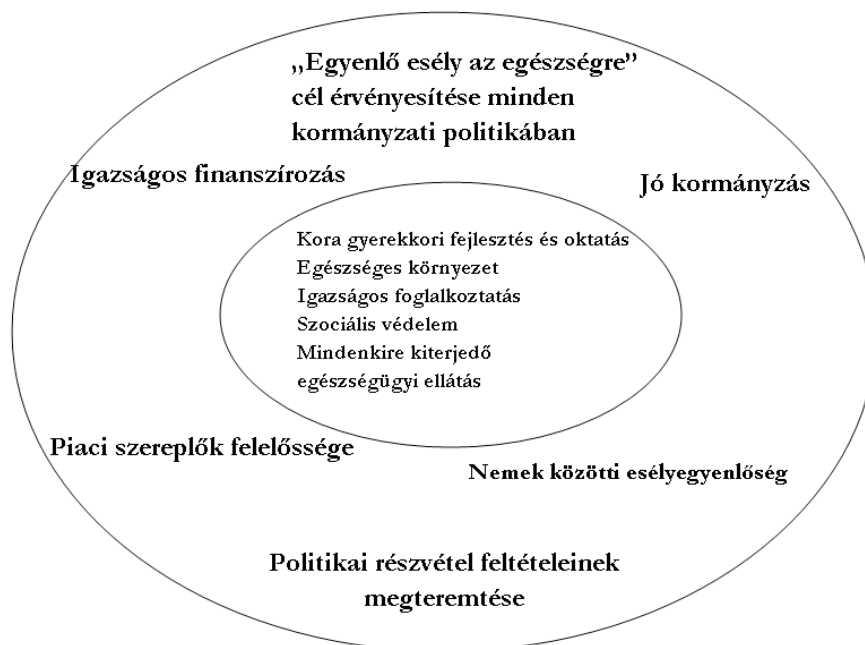 „Egyenlő esély az egészségre”
cél érvényesítése minden
kormányzati politikában
Igazságos finanszírozás
Jó kormányzás
Kora gyerekkori fejlesztés és oktatás
Egészséges környezet
Igazságos foglalkoztatás
Szociális védelem
Mindenkire kiterjedő
egészségügyi ellátás
Piaci szereplők felelőssége
Nemek közötti esélyegyenlőség
Politikai részvétel feltételeinek
megteremtése